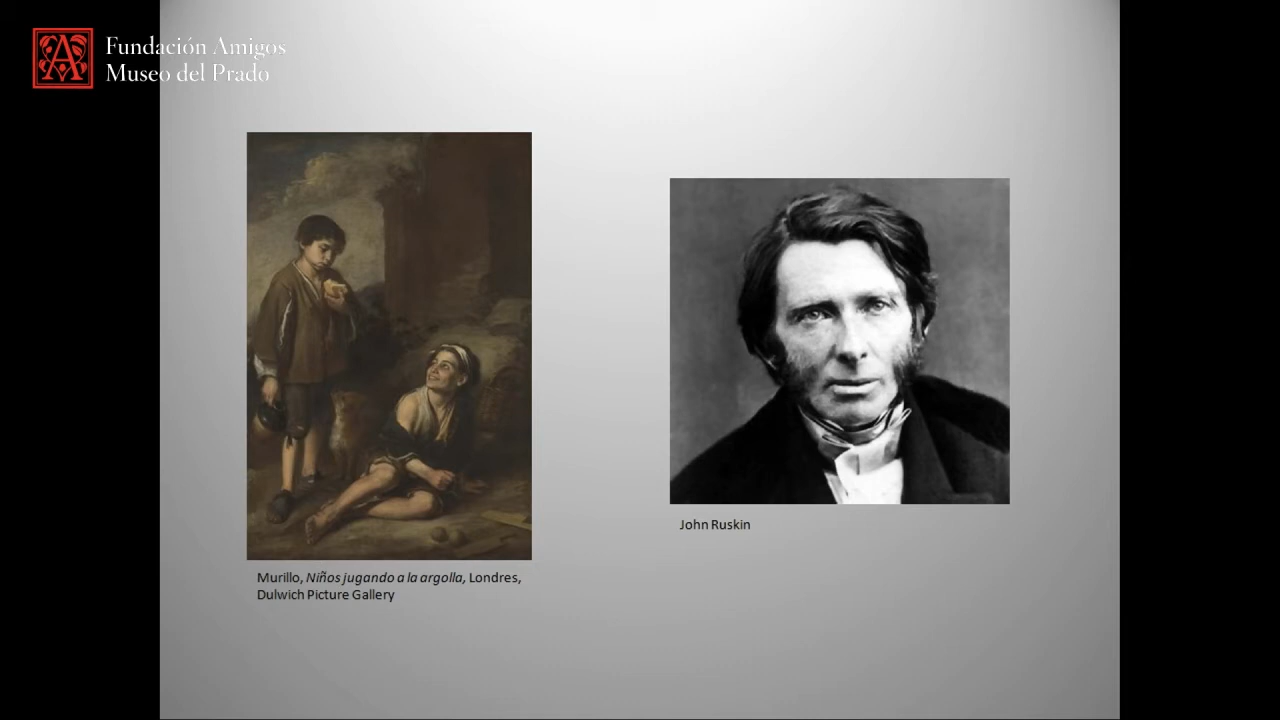 Fundación Amigos
Museo del Prado
Murillo, Niños jugando a la argolla, Londres,
Dulwich Picture Gallery
John Ruskin